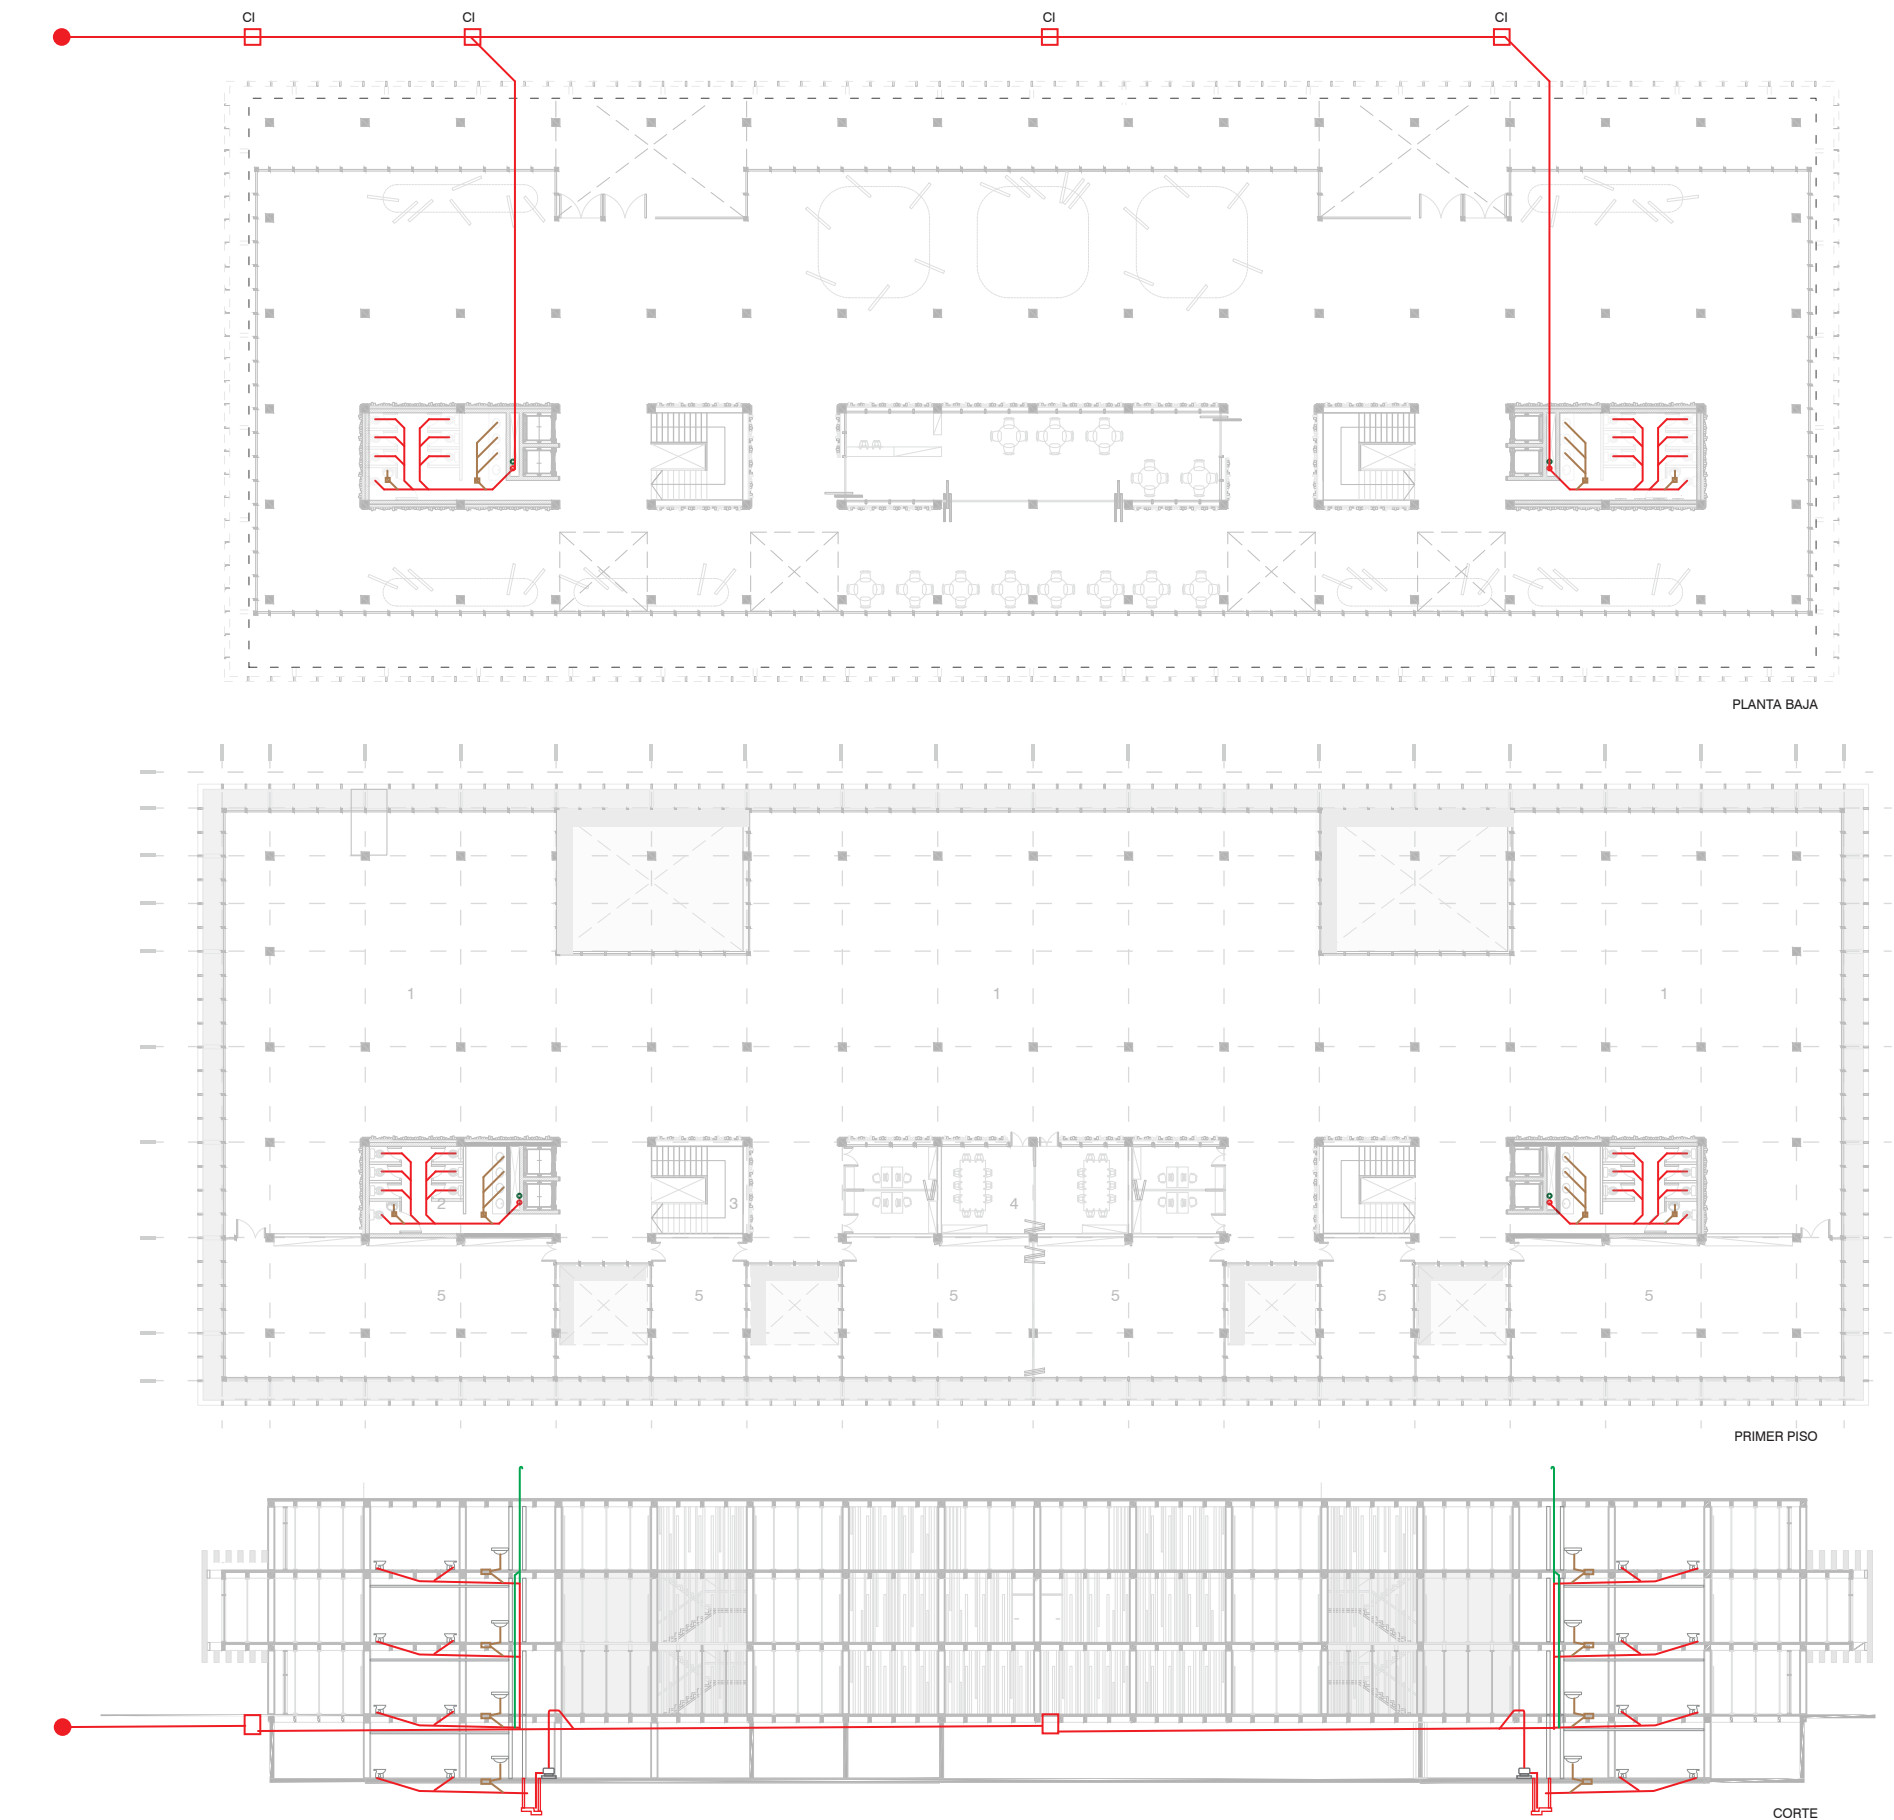 CI CI CI CI
PLANTA BAJA
1 1 1
2 3 4
5 5 5 5 5 5
PRIMER PISO
CORTE